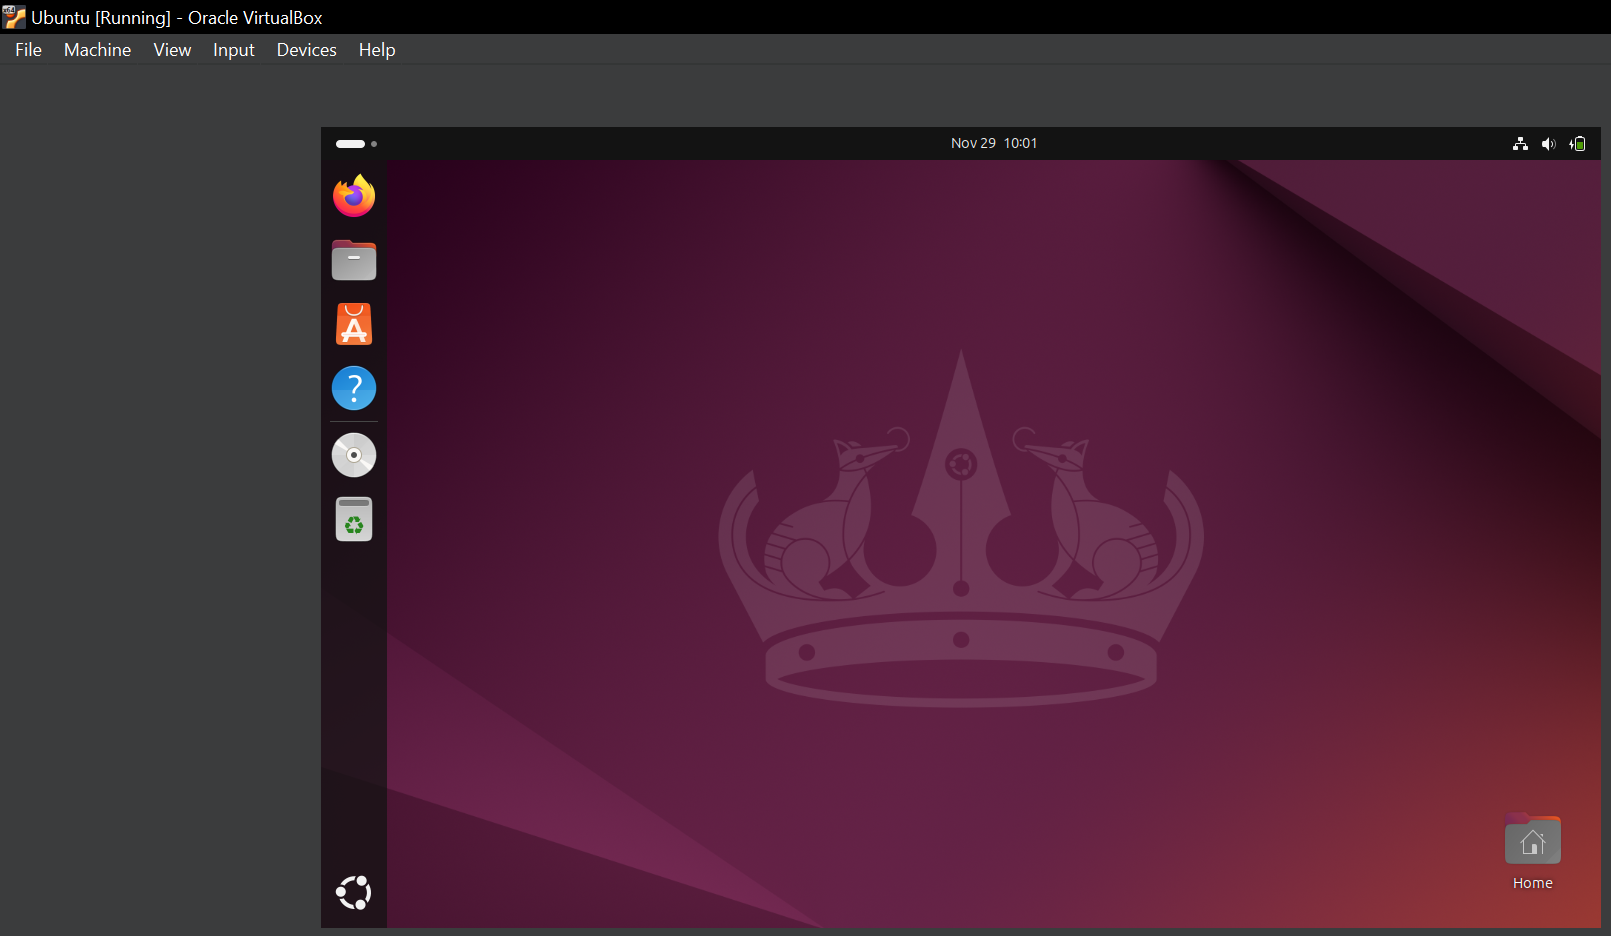 Ubuntu [Running] - Oracle VirtualBox
File Machine View Input Devices Help
Nov 29 10:01
Home